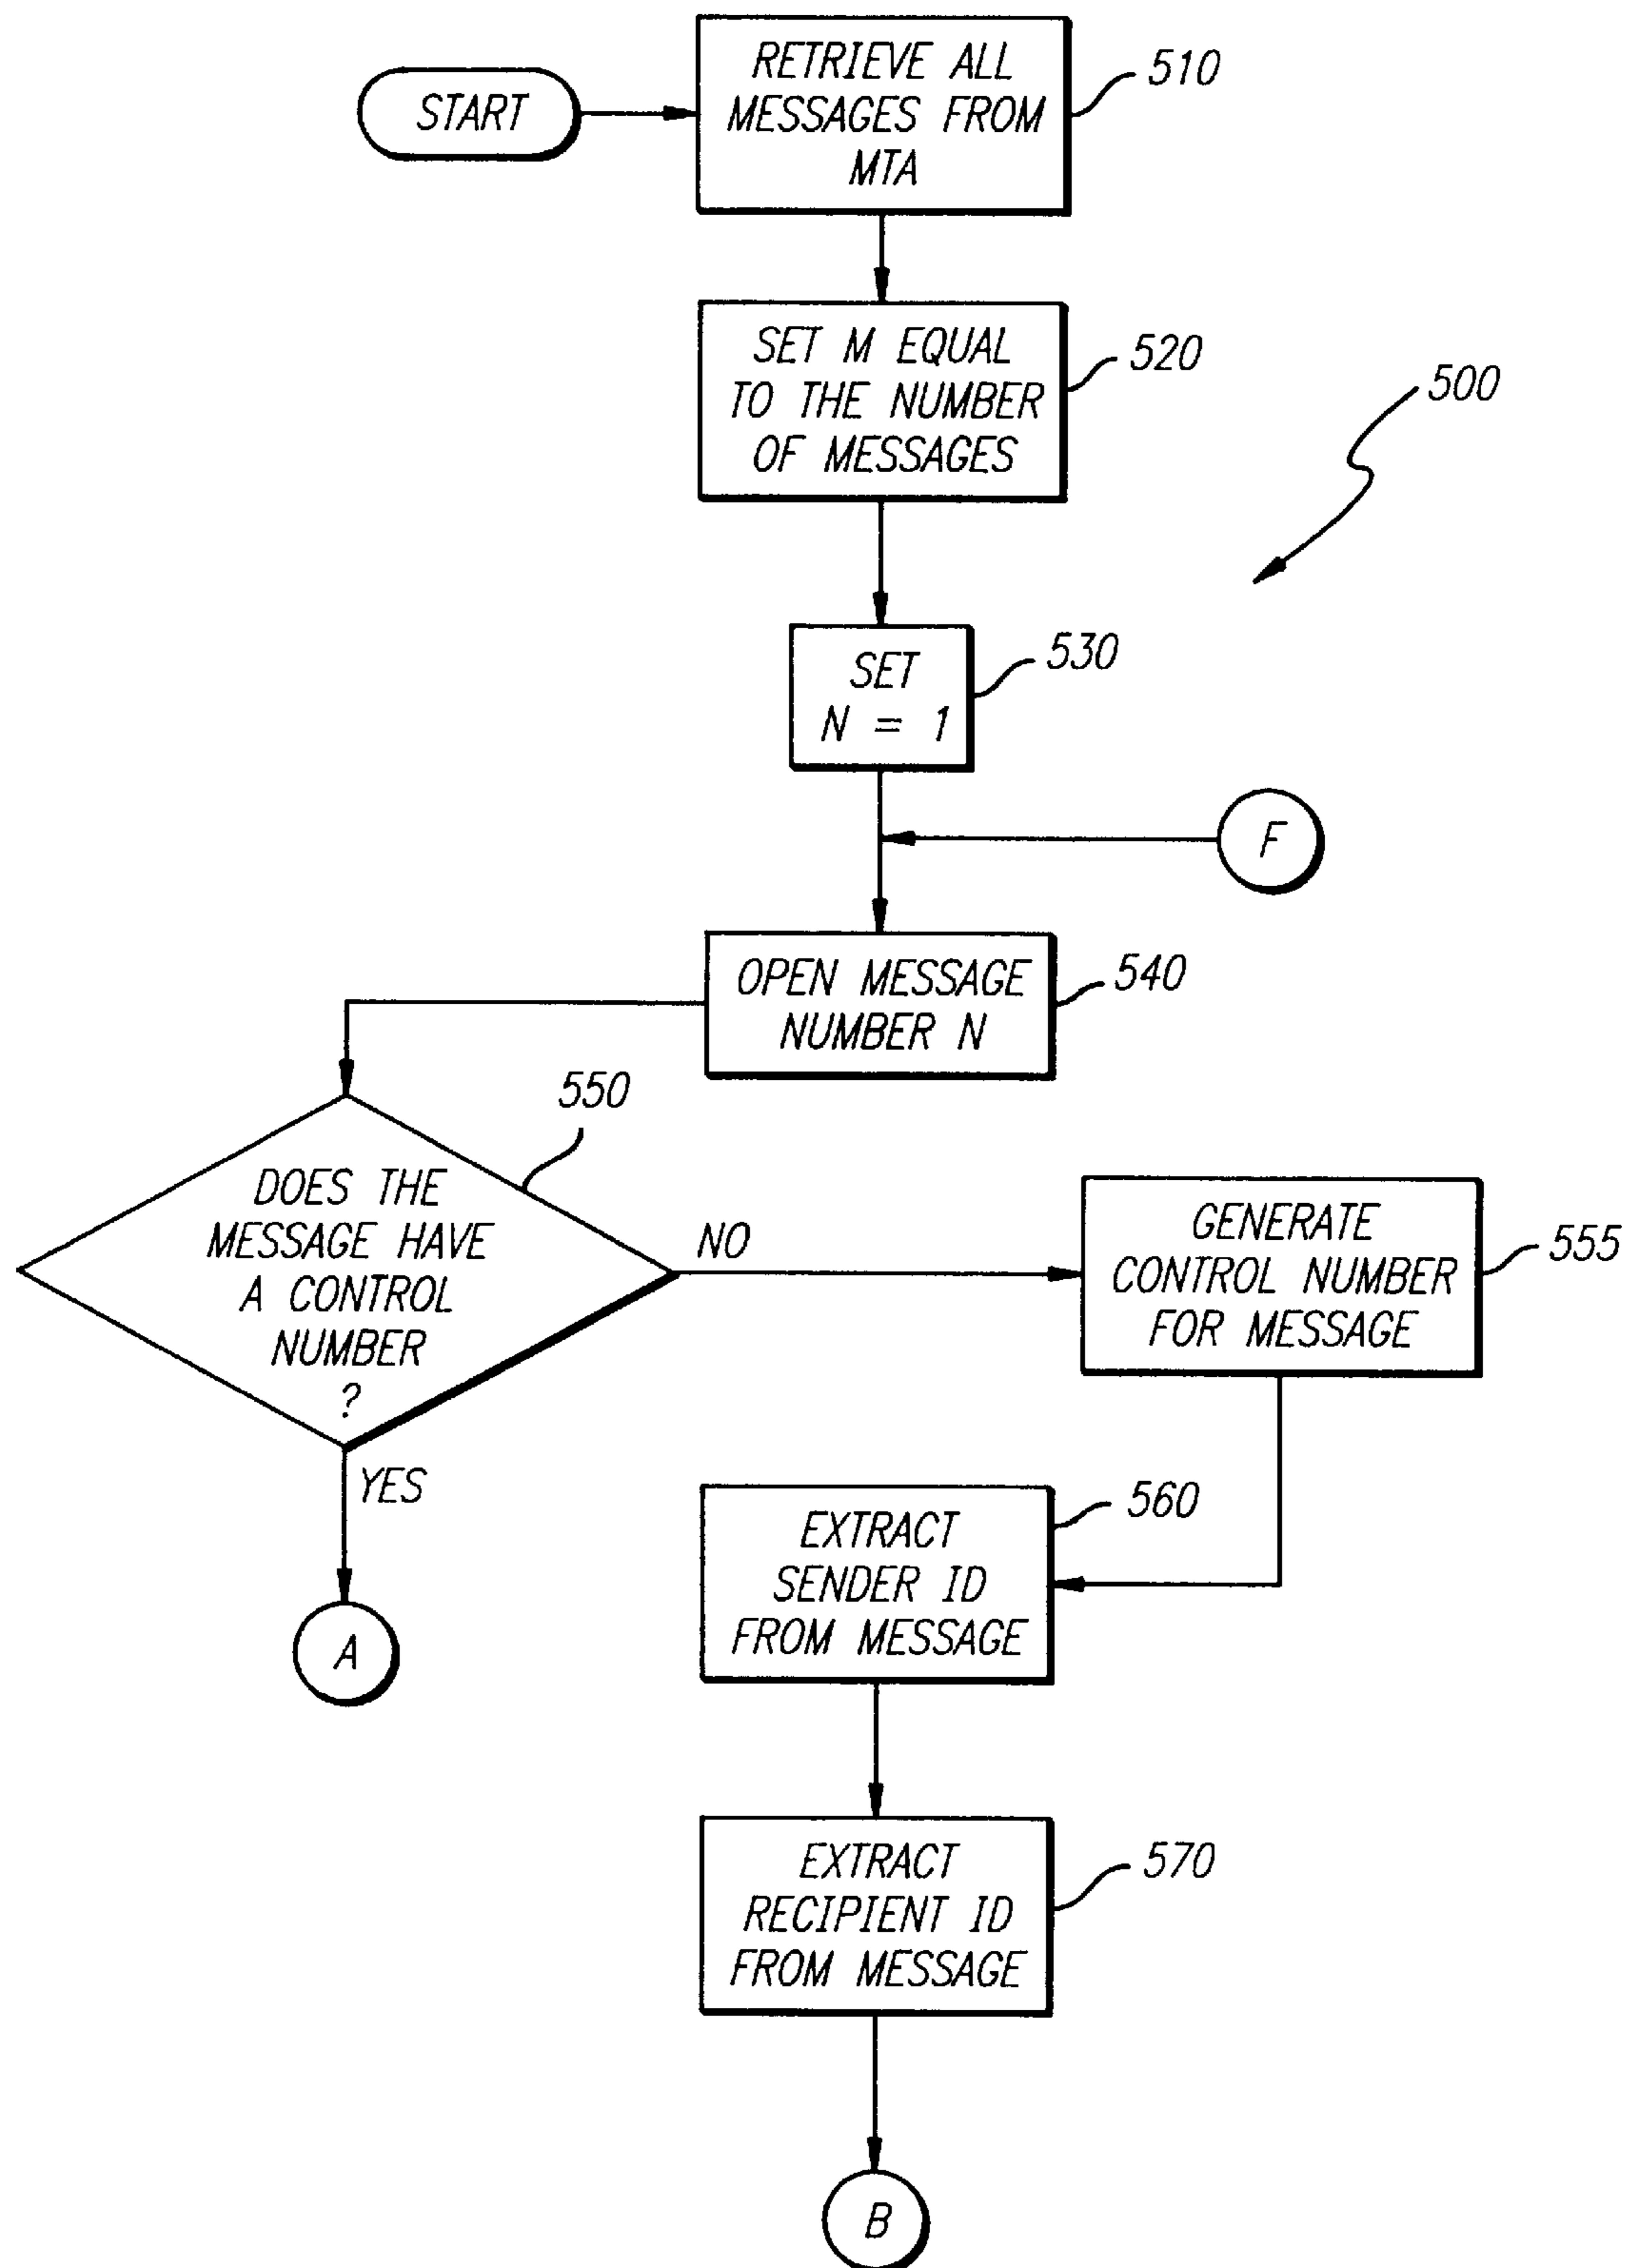 START
RETRIEVE ALL
MESSAGES FROM
MTA
510
SET M EQUAL
TO THE NUMBER
OF MESSAGES
520
500
SET
N = 1
530
F
OPEN MESSAGE
NUMBER N
540
550
DOES THE
MESSAGE HAVE
A CONTROL
NUMBER
?
NO
YES
GENERATE
CONTROL NUMBER
FOR MESSAGE
555
A
EXTRACT
SENDER ID
FROM MESSAGE
560
EXTRACT
RECIPIENT ID
FROM MESSAGE
570
B